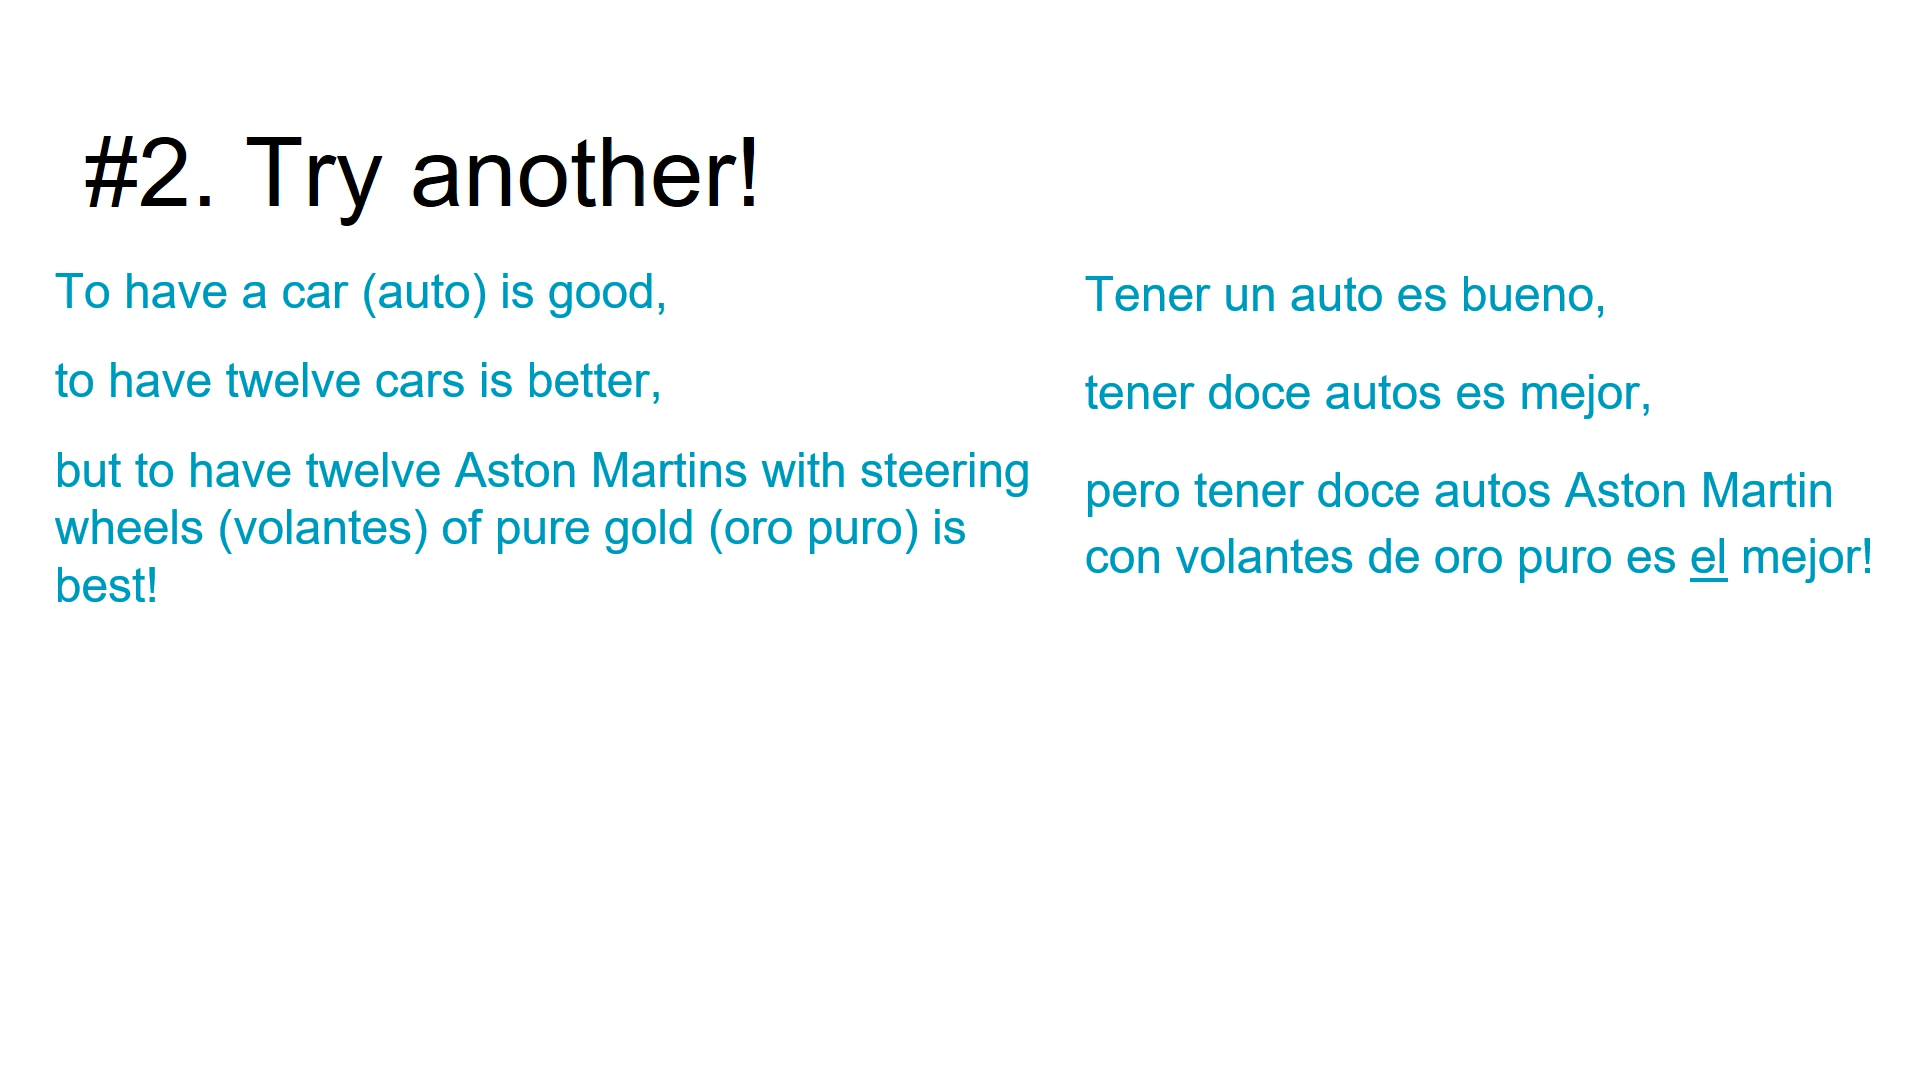 #2. Try another!
To have a car (auto) is good,
to have twelve cars is better,
but to have twelve Aston Martins with steering
wheels (volantes) of pure gold (oro puro) is
best!
Tener un auto es bueno,
tener doce autos es mejor,
pero tener doce autos Aston Martin
con volantes de oro puro es el mejor!